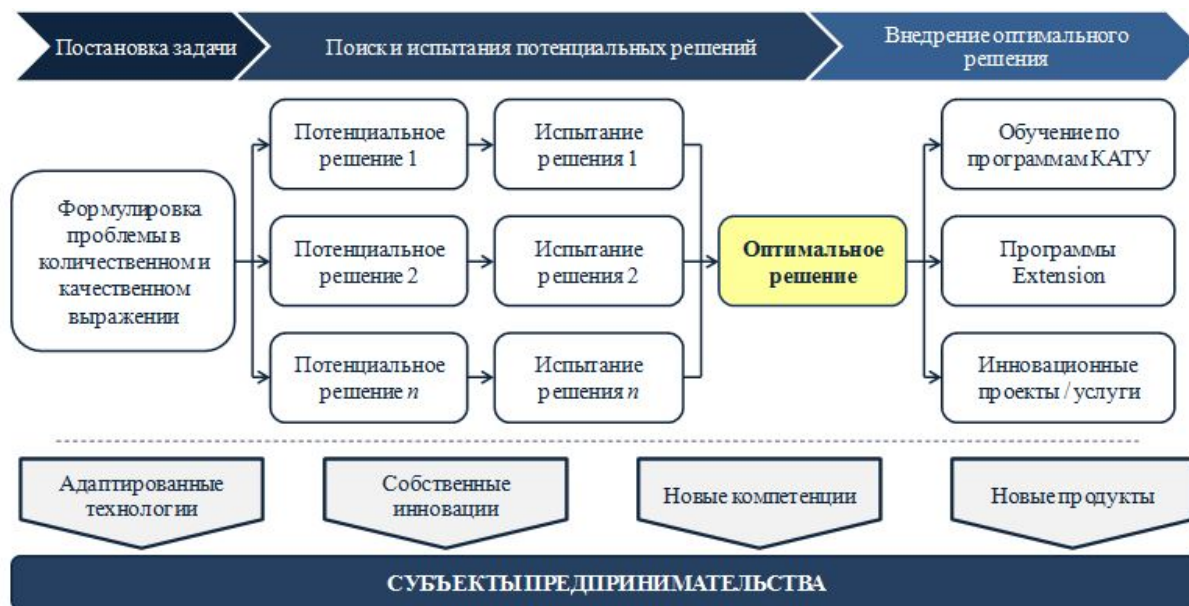 Постановка задачи
Поиск и испытания потенциальных решений
Внедрение оптимального
решения
Формулировка
проблемы в
количественном и
качественном
выражении
Потенциальное
решение 1
Испытание
решения 1
Потенциальное
решение 2
Испытание
решения 2
Потенциальное
решение n
Испытание
решения n
Оптимальное
решение
Обучение по
программам КАТУ
Программы
Extension
Инновационные
проекты / услуги
Адаптированные
технологии
Собственные
инновации
Новые компетенции
Новые продукты
СУБЪЕКТЫ ПРЕДПРИНИМАТЕЛЬСТВА